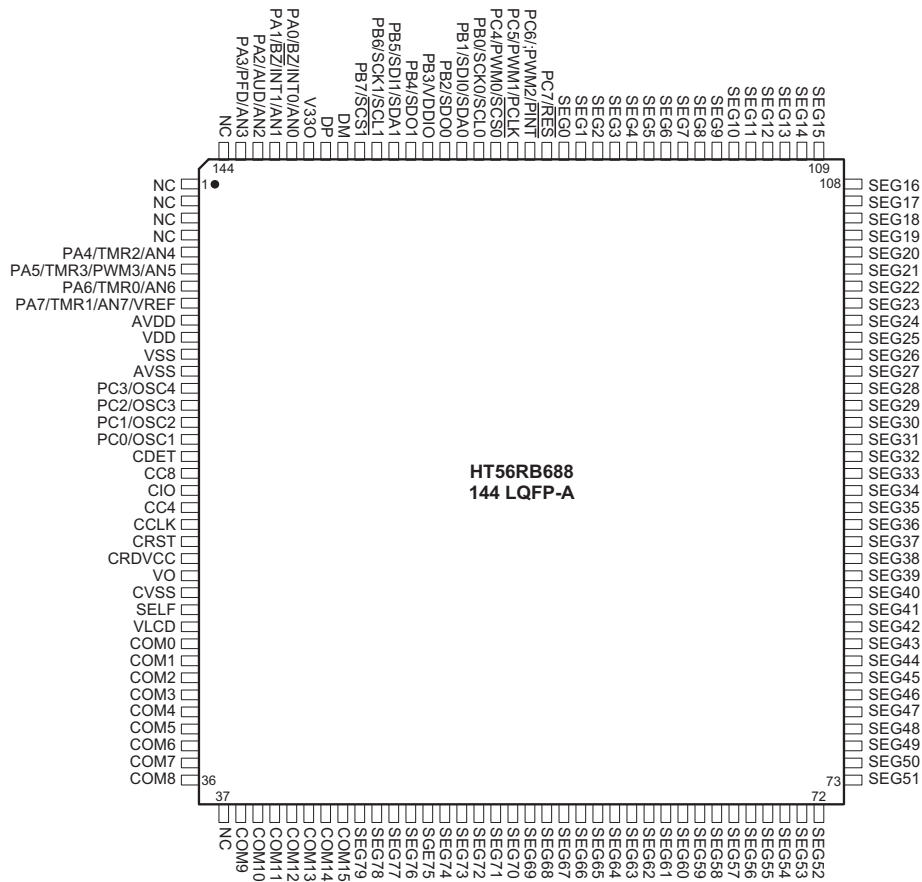 NC
PA3/PFD/AN3
PA2/AUD/AN2
PA1/BZ/INT1/AN1
PA0/BZ/INT0/AN0
V33O
DP
DM
PB7/SCS1
PB6/SCK1/SCL1
PB5/SDI1/SDA1
PB4/SDO1
PB3/VDDIO
PB2/SDO0
PB1/SDI0/SDA0
PB0/SCK0/SCL0
PC4/PWM0/SCS0
PC5/PWM1/PCLK
PC6/;PWM2/PINT
PC7/RES
SEG0
SEG1
SEG2
SEG3
SEG4
SEG5
SEG6
SEG7
SEG8
SEG9
SEG10
SEG11
SEG12
SEG13
SEG14
SEG15
144
109
1
108
NC
NC
NC
NC
PA4/TMR2/AN4
PA5/TMR3/PWM3/AN5
PA6/TMR0/AN6
PA7/TMR1/AN7/VREF
AVDD
VDD
VSS
AVSS
PC3/OSC4
PC2/OSC3
PC1/OSC2
PC0/OSC1
CDET
CC8
CIO
CC4
CCLK
CRST
CRDVCC
VO
CVSS
SELF
VLCD
COM0
COM1
COM2
COM3
COM4
COM5
COM6
COM7
COM8
HT56RB688
144 LQFP-A
SEG16
SEG17
SEG18
SEG19
SEG20
SEG21
SEG22
SEG23
SEG24
SEG25
SEG26
SEG27
SEG28
SEG29
SEG30
SEG31
SEG32
SEG33
SEG34
SEG35
SEG36
SEG37
SEG38
SEG39
SEG40
SEG41
SEG42
SEG43
SEG44
SEG45
SEG46
SEG47
SEG48
SEG49
SEG50
SEG51
36
73
37
72
NC
COM9
COM10
COM11
COM12
COM13
COM14
COM15
SEG79
SEG78
SEG77
SEG76
SGE75
SEG74
SEG73
SEG72
SEG71
SEG70
SEG69
SEG68
SEG67
SEG66
SEG65
SEG64
SEG63
SEG62
SEG61
SEG60
SEG59
SEG58
SEG57
SEG56
SEG55
SEG54
SEG53
SEG52